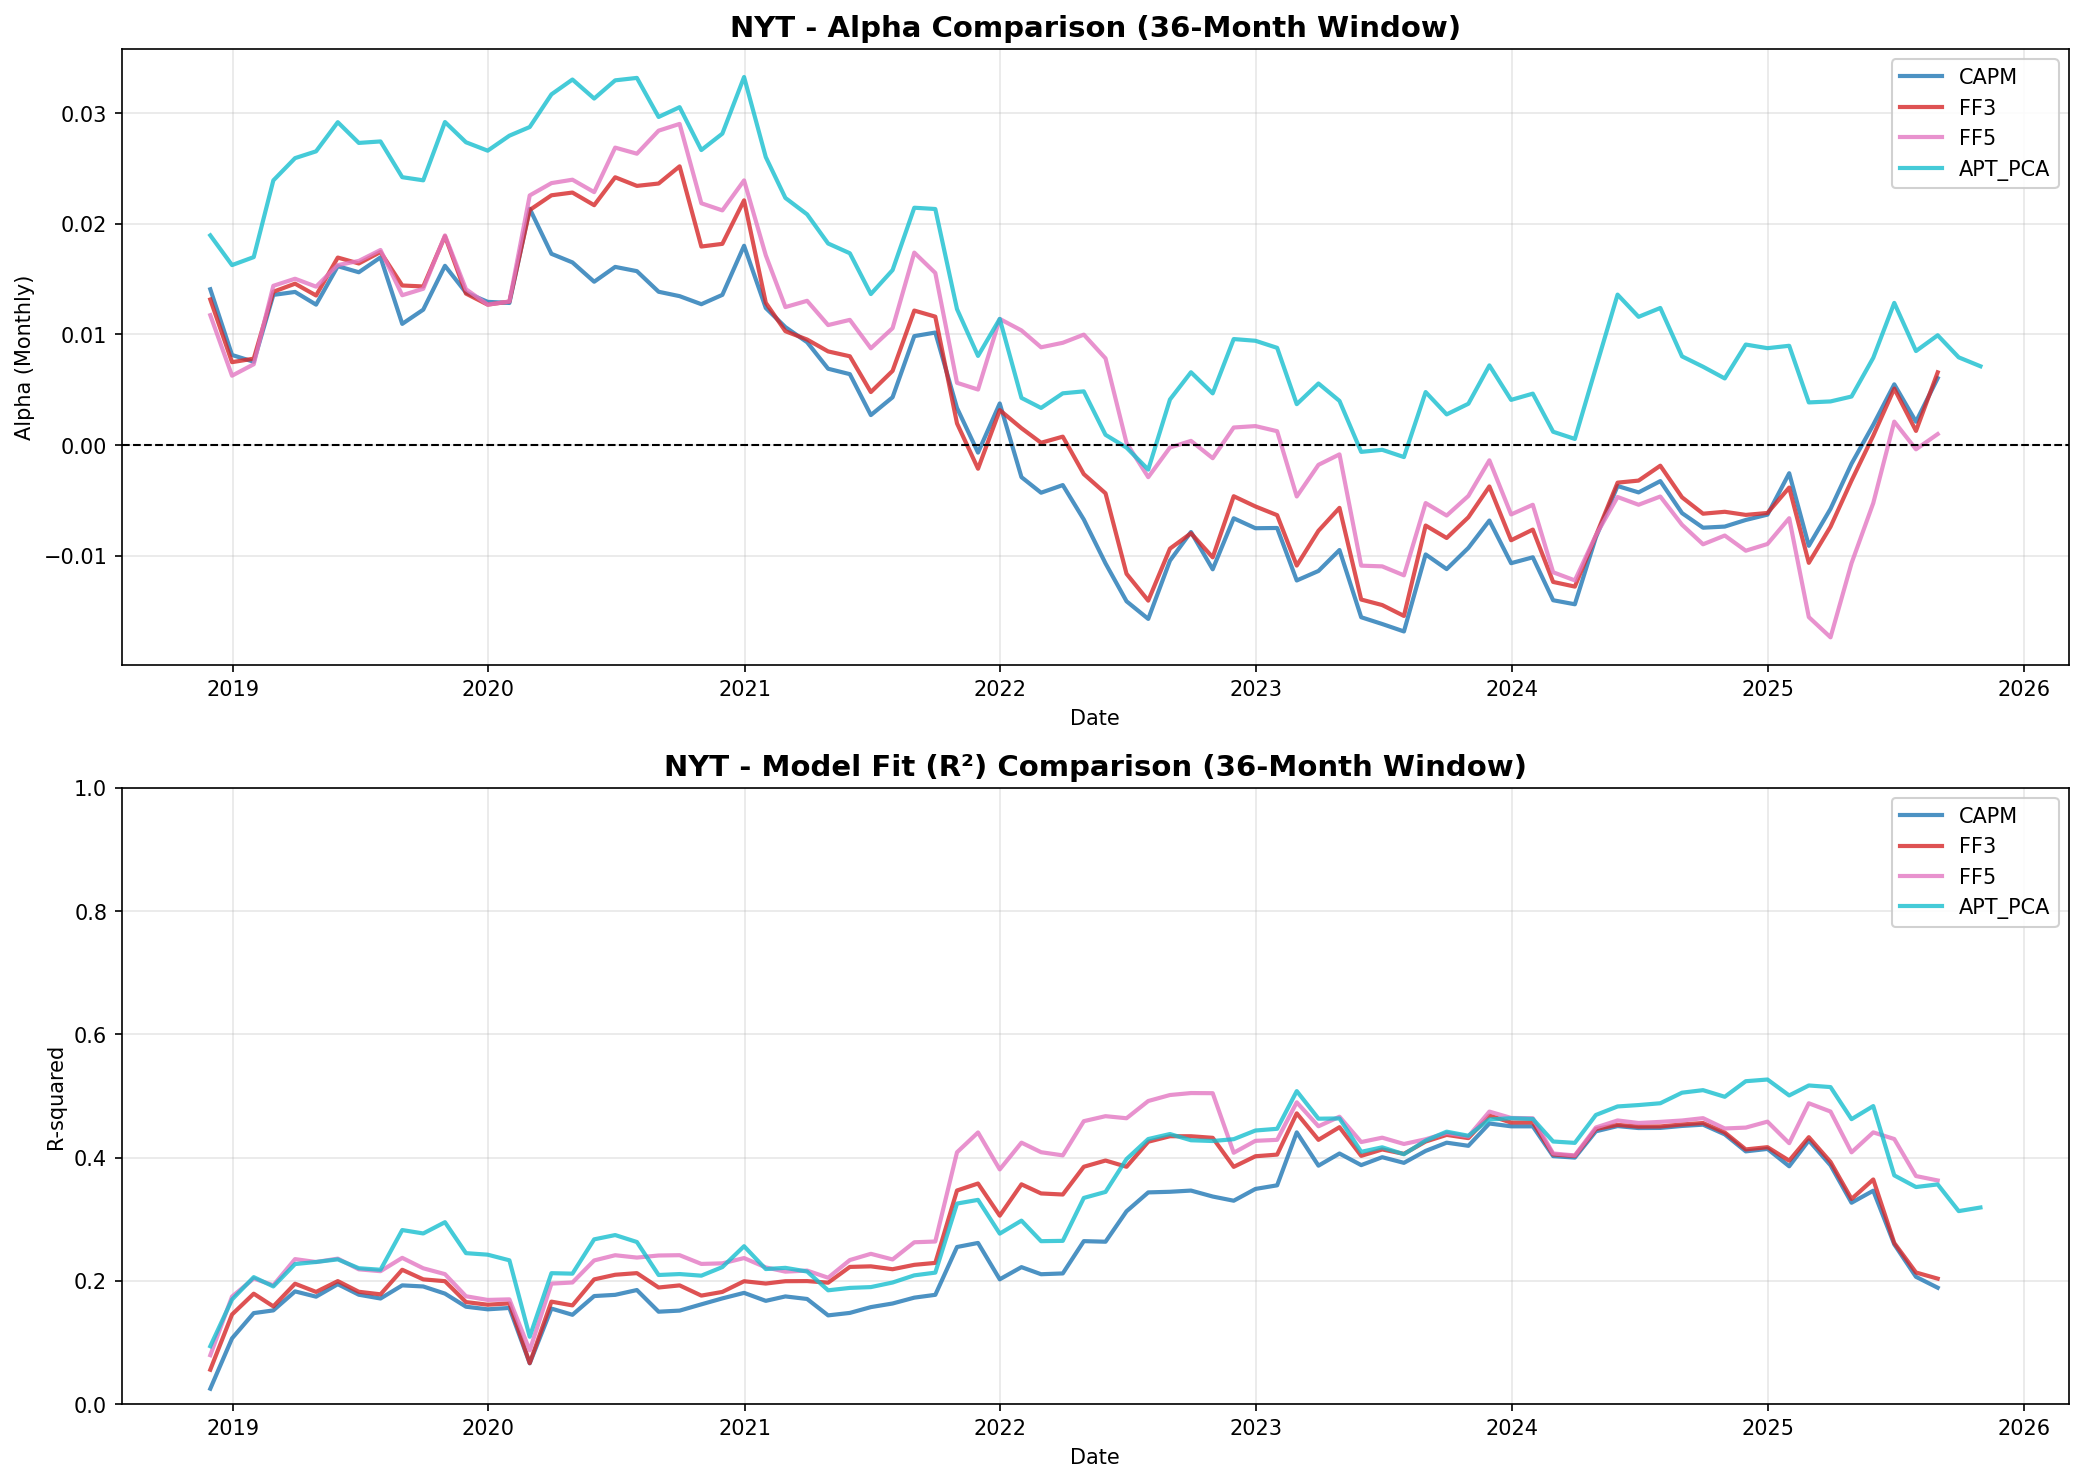 NYT - Alpha Comparison (36-Month Window)
CAPM
FF3
FF5
APT_PCA
0.03
0.02
0.01
0.00
−0.01
Alpha (Monthly)
2019 2020 2021 2022 2023 2024 2025 2026
Date
NYT - Model Fit (R²) Comparison (36-Month Window)
CAPM
FF3
FF5
APT_PCA
1.0
0.8
0.6
0.4
0.2
0.0
R-squared
2019 2020 2021 2022 2023 2024 2025 2026
Date